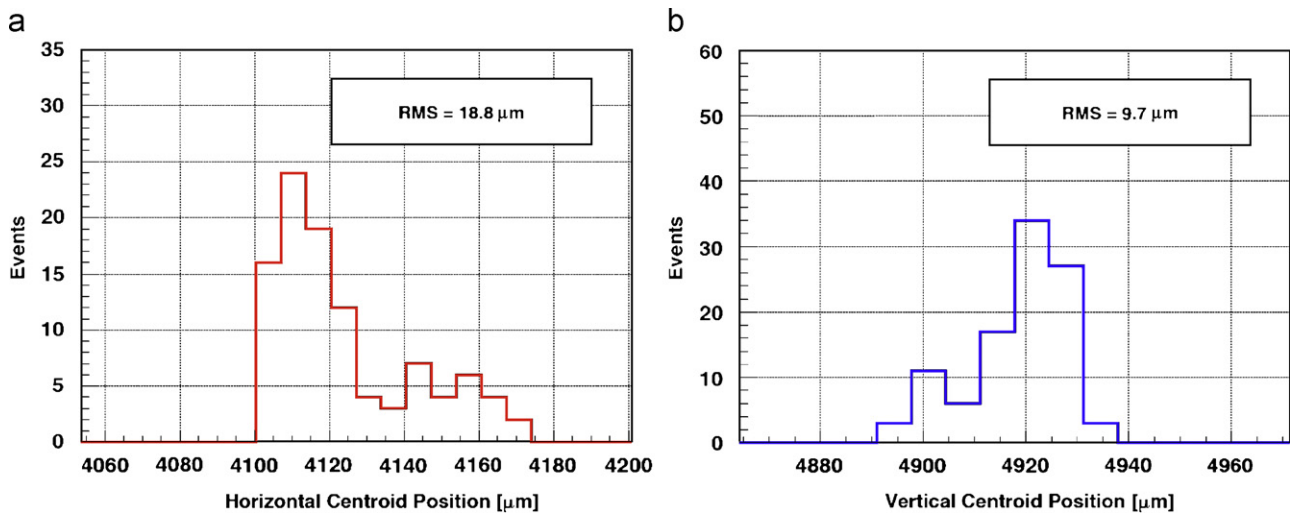 a
35
30
25
20
15
10
5
0
Events
RMS = 18.8 μm
4060 4080 4100 4120 4140 4160 4180 4200
Horizontal Centroid Position [μm]
b
60
50
40
30
20
10
0
Events
RMS = 9.7 μm
4880 4900 4920 4940 4960
Vertical Centroid Position [μm]